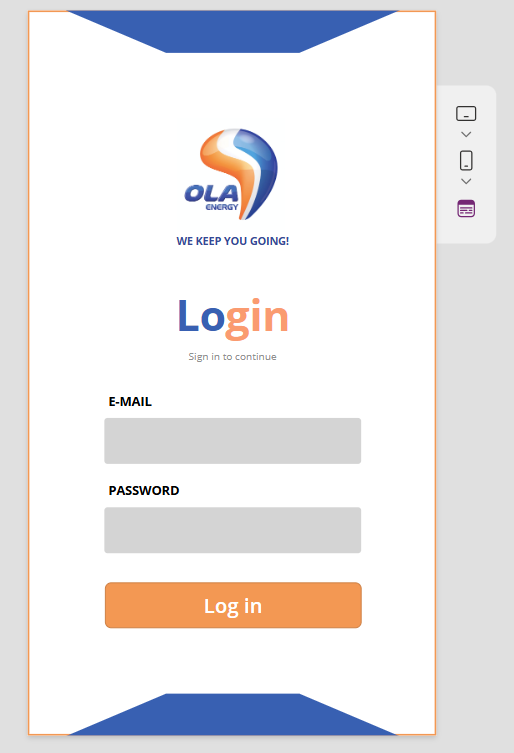 OLA
ENERGY
WE KEEP YOU GOING!
Login
Sign in to continue
E-MAIL
PASSWORD
Log in